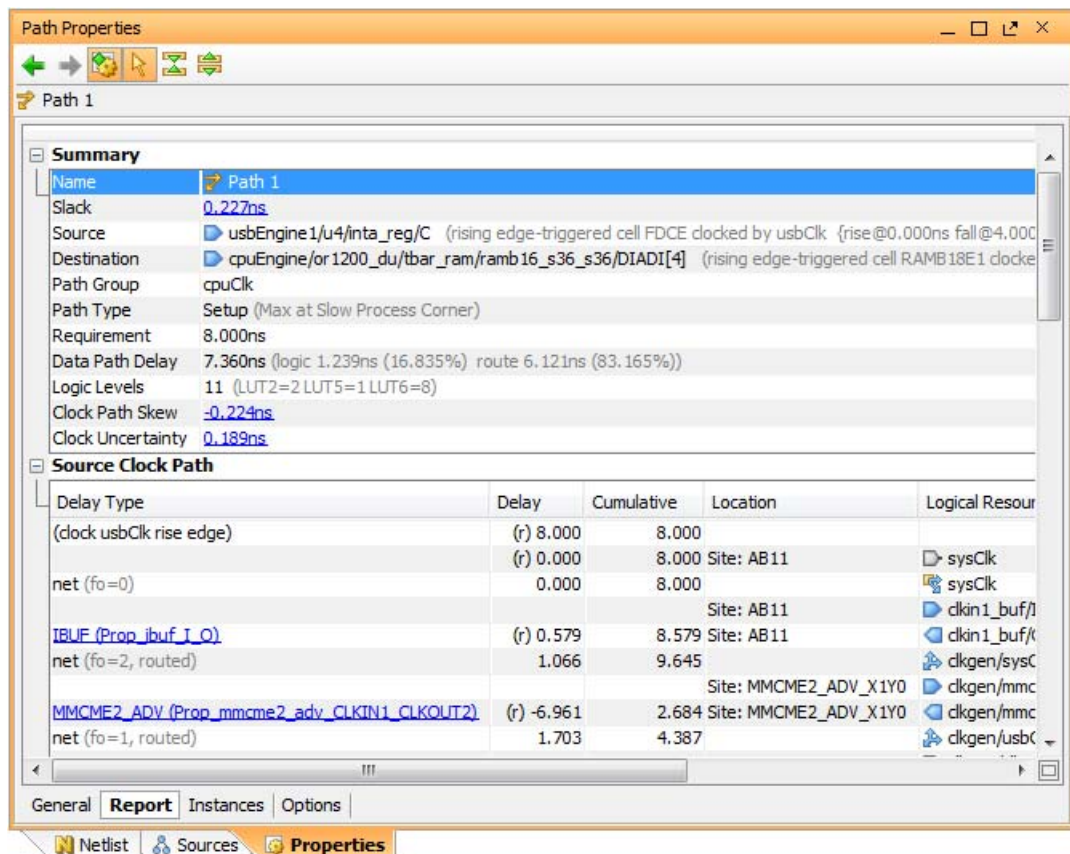 Path Properties
Path 1
Summary
Name Path 1
Slack 0.227ns
Source usbEngine1/u4/inta_reg/C (rising edge-triggered cell FDCE clocked by usbClk {rise@0.000ns fall@4.000
Destination cpuEngine/or1200_du/tbar_ram/ramb16_s36_s36/DIADI[4] (rising edge-triggered cell RAMB18E1 clocke
Path Group cpuClk
Path Type Setup (Max at Slow Process Corner)
Requirement 8.000ns
Data Path Delay 7.360ns (logic 1.239ns (16.835%) route 6.121ns (83.165%))
Logic Levels 11 (LUT2=2 LUT5=1 LUT6=8)
Clock Path Skew -0.224ns
Clock Uncertainty 0.189ns
Source Clock Path
Delay Type Delay Cumulative Location Logical Resour
(clock usbClk rise edge) (r) 8.000 8.000
(r) 0.000 8.000 Site: AB11 sysClk
net (fo=0) 0.000 8.000 sysClk
Site: AB11 clkin1_buf/I
IBUF (Prop_ibuf_I_O) (r) 0.579 8.579 Site: AB11 clkin1_buf/
net (fo=2, routed) 1.066 9.645 clkgen/sysC
Site: MMCME2_ADV_X1Y0 clkgen/mmc
MMCME2_ADV (Prop_mmcme2_adv_CLKIN1_CLKOUT2) (r) -6.961 2.684 Site: MMCME2_ADV_X1Y0 clkgen/mmc
net (fo=1, routed) 1.703 4.387 clkgen/usbC
General Report Instances Options
Netlist Sources Properties